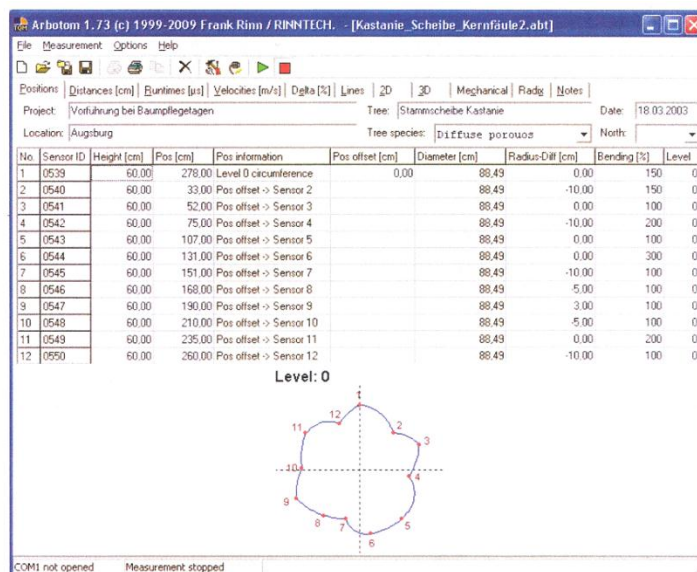 Arbotom 1.73 (c) 1999-2009 Frank Rinn / RINNTECH. - [Kastanie_Scheibe_Kernfäule2.abt]
File Measurement Options Help
Positions Distances [cm] Runtimes [µs] Velocities [m/s] Delta [%] Lines 2D 3D Mechanical Radix Notes
Project: Vorführung bei Baumpflegetagen Tree: Stammscheibe Kastanie Date: 18.03.2003
Location: Augsburg Tree species: Diffuse porouos North:
No. Sensor ID Height [cm] Pos [cm] Pos information Pos offset [cm] Diameter [cm] Radius-Diff [cm] Bending [%] Level
1 0539 60,00 278,00 Level 0 circumference 0,00 88,49 0,00 150 0
2 0540 60,00 33,00 Pos offset -> Sensor 2 88,49 -10,00 150 0
3 0541 60,00 52,00 Pos offset -> Sensor 3 88,49 0,00 100 0
4 0542 60,00 75,00 Pos offset -> Sensor 4 88,49 -10,00 200 0
5 0543 60,00 107,00 Pos offset -> Sensor 5 88,49 0,00 100 0
6 0544 60,00 131,00 Pos offset -> Sensor 6 88,49 0,00 300 0
7 0545 60,00 151,00 Pos offset -> Sensor 7 88,49 -10,00 100 0
8 0546 60,00 168,00 Pos offset -> Sensor 8 88,49 -5,00 100 0
9 0547 60,00 190,00 Pos offset -> Sensor 9 88,49 3,00 100 0
10 0548 60,00 210,00 Pos offset -> Sensor 10 88,49 -5,00 100 0
11 0549 60,00 235,00 Pos offset -> Sensor 11 88,49 0,00 200 0
12 0550 60,00 260,00 Pos offset -> Sensor 12 88,49 -10,00 100 0
Level: 0
1
12
2
11
3
10
4
9
8
7
6
5
COM1 not opened Measurement stopped